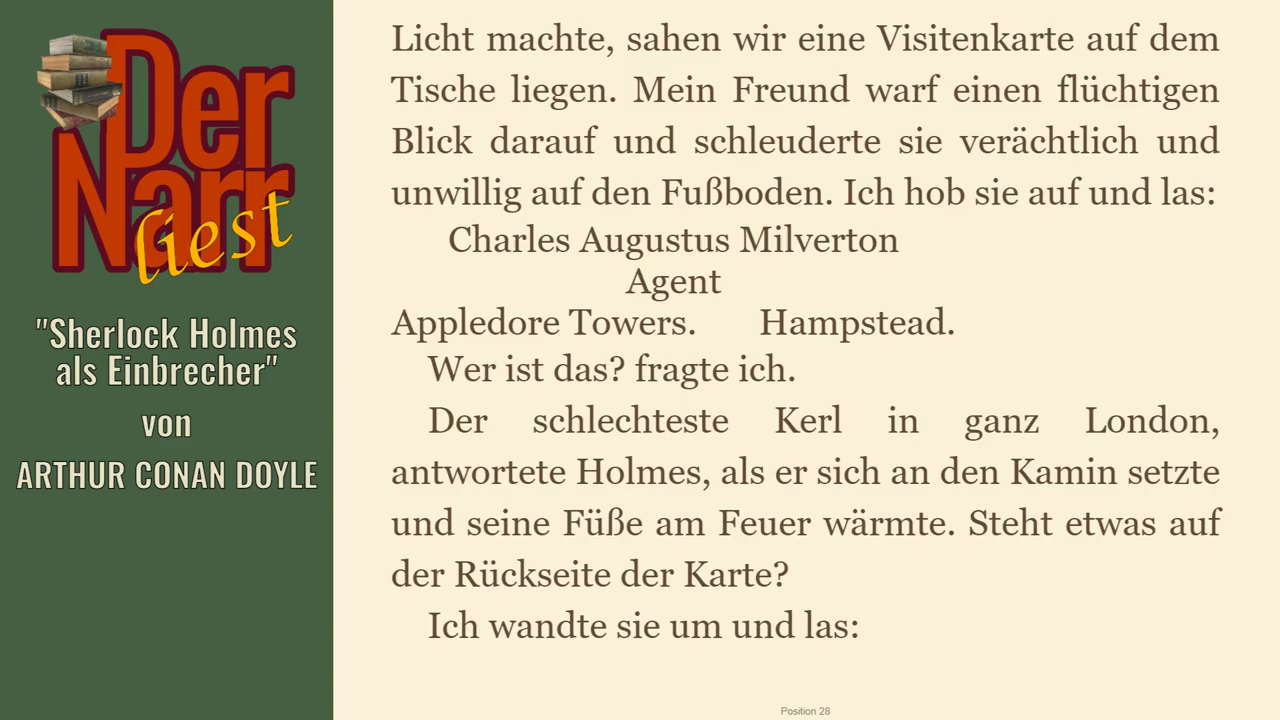 Der
Narr
liest
"Sherlock Holmes
als Einbrecher"
von
ARTHUR CONAN DOYLE
Licht machte, sahen wir eine Visitenkarte auf dem
Tische liegen. Mein Freund warf einen flüchtigen
Blick darauf und schleuderte sie verächtlich und
unwillig auf den Fußboden. Ich hob sie auf und las:
Charles Augustus Milverton
Agent
Appledore Towers. Hampstead.
Wer ist das? fragte ich.
Der schlechteste Kerl in ganz London,
antwortete Holmes, als er sich an den Kamin setzte
und seine Füße am Feuer wärmte. Steht etwas auf
der Rückseite der Karte?
Ich wandte sie um und las:
Position 28